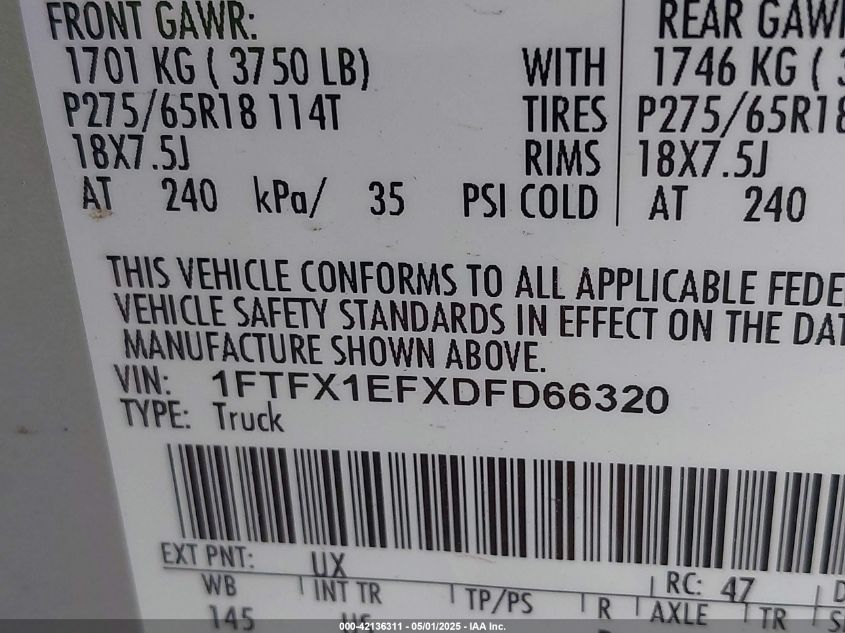 FRONT GAWR: REAR GAWR
1701 KG ( 3750 LB) WITH 1746 KG (
P275/65R18 114T TIRES P275/65R18
18X7.5J RIMS 18X7.5J
AT 240 kPa/ 35 PSI COLD AT 240
THIS VEHICLE CONFORMS TO ALL APPLICABLE FEDE
VEHICLE SAFETY STANDARDS IN EFFECT ON THE DAT
MANUFACTURE SHOWN ABOVE.
VIN: 1FTFX1EFXDFD66320
TYPE: Truck
EXT PNT: UX RC: 47
WB INT TR TP/PS R AXLE TR
145
000-42136311 - 05/01/2025 - IAA Inc.